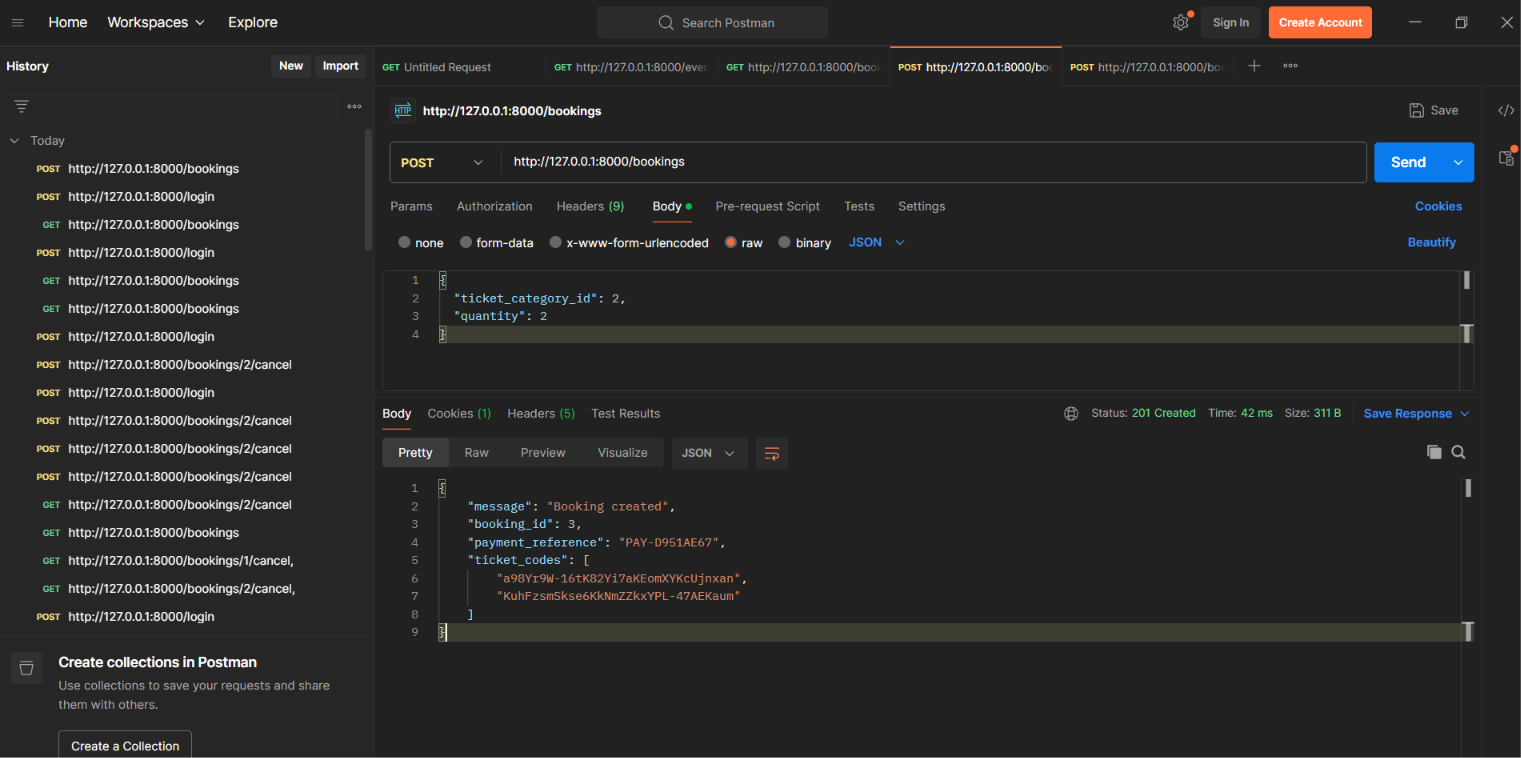 Home Workspaces Explore Search Postman Sign In Create Account
History New Import
GET Untitled Request GET http://127.0.0.1:8000/ever GET http://127.0.0.1:8000/book POST http://127.0.0.1:8000/boo POST http://127.0.0.1:8000/boo
HTTP http://127.0.0.1:8000/bookings Save
Today
POST http://127.0.0.1:8000/bookings
POST http://127.0.0.1:8000/login
GET http://127.0.0.1:8000/bookings
POST http://127.0.0.1:8000/login
GET http://127.0.0.1:8000/bookings
GET http://127.0.0.1:8000/bookings
POST http://127.0.0.1:8000/login
POST http://127.0.0.1:8000/bookings/2/cancel
POST http://127.0.0.1:8000/login
POST http://127.0.0.1:8000/bookings/2/cancel
POST http://127.0.0.1:8000/bookings/2/cancel
POST http://127.0.0.1:8000/bookings/2/cancel
GET http://127.0.0.1:8000/bookings/2/cancel
GET http://127.0.0.1:8000/bookings
GET http://127.0.0.1:8000/bookings/1/cancel,
GET http://127.0.0.1:8000/bookings/2/cancel,
POST http://127.0.0.1:8000/login
Create collections in Postman
Use collections to save your requests and share
them with others.
Create a Collection
POST http://127.0.0.1:8000/bookings Send
Params Authorization Headers (9) Body Pre-request Script Tests Settings Cookies
none form-data x-www-form-urlencoded raw binary JSON Beautify
1 {
2 "ticket_category_id": 2,
3 "quantity": 2
4 }
Body Cookies (1) Headers (5) Test Results Status: 201 Created Time: 42 ms Size: 311 B Save Response
Pretty Raw Preview Visualize JSON
1 {
2 "message": "Booking created",
3 "booking_id": 3,
4 "payment_reference": "PAY-D951AE67",
5 "ticket_codes": [
6 "a98Yr9W-16tK82Yi7aKEomXYKcUjnxan",
7 "KuhFzsmSkse6KkNmZZkxYPL-47AEKaum"
8 ]
9 }